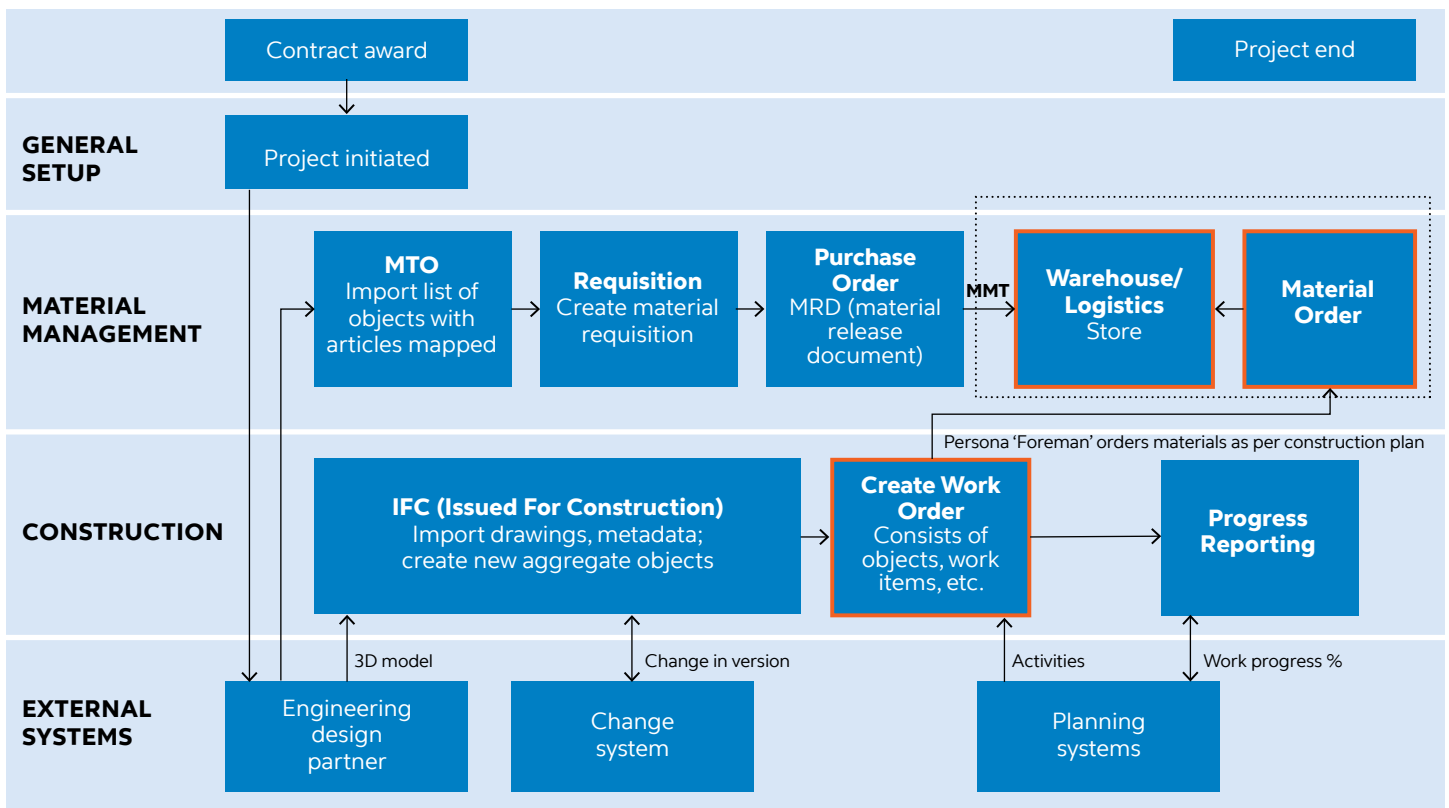 Contract award
Project end
GENERAL
SETUP
Project initiated
MATERIAL
MANAGEMENT
MTO
Import list of
objects with
articles mapped
Requisition
Create material
requisition
Purchase
Order
MRD (material
release
document)
MMT
Warehouse/
Logistics
Store
Material
Order
Persona ‘Foreman’ orders materials as per construction plan
CONSTRUCTION
IFC (Issued For Construction)
Import drawings, metadata;
create new aggregate objects
Create Work
Order
Consists of
objects, work
items, etc.
Progress
Reporting
3D model
Change in version
Activities
Work progress %
EXTERNAL
SYSTEMS
Engineering
design
partner
Change
system
Planning
systems